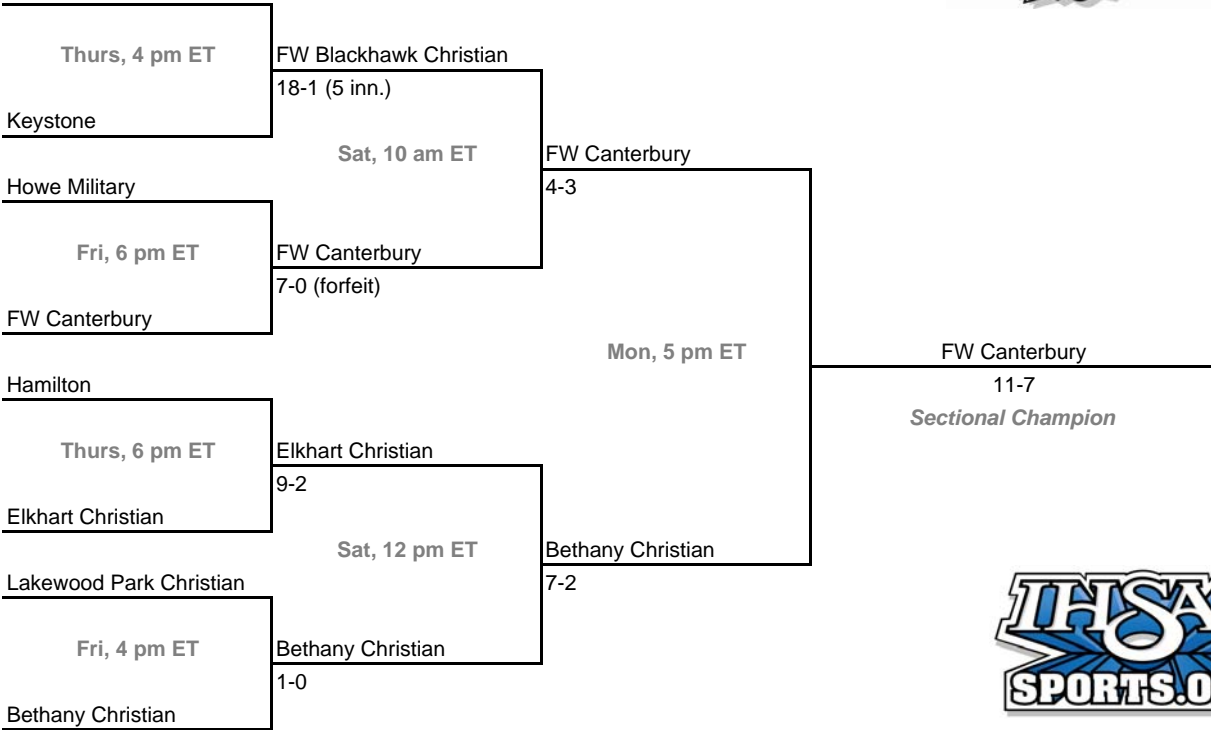 Thurs, 4 pm ET
FW Blackhawk Christian
18-1 (5 inn.)
Keystone
Sat, 10 am ET
FW Canterbury
4-3
Howe Military
Fri, 6 pm ET
FW Canterbury
7-0 (forfeit)
FW Canterbury
Mon, 5 pm ET
FW Canterbury
11-7
Sectional Champion
Hamilton
Thurs, 6 pm ET
Elkhart Christian
9-2
Elkhart Christian
Sat, 12 pm ET
Bethany Christian
7-2
Lakewood Park Christian
Fri, 4 pm ET
Bethany Christian
1-0
Bethany Christian
IHSA
SPORTS.O